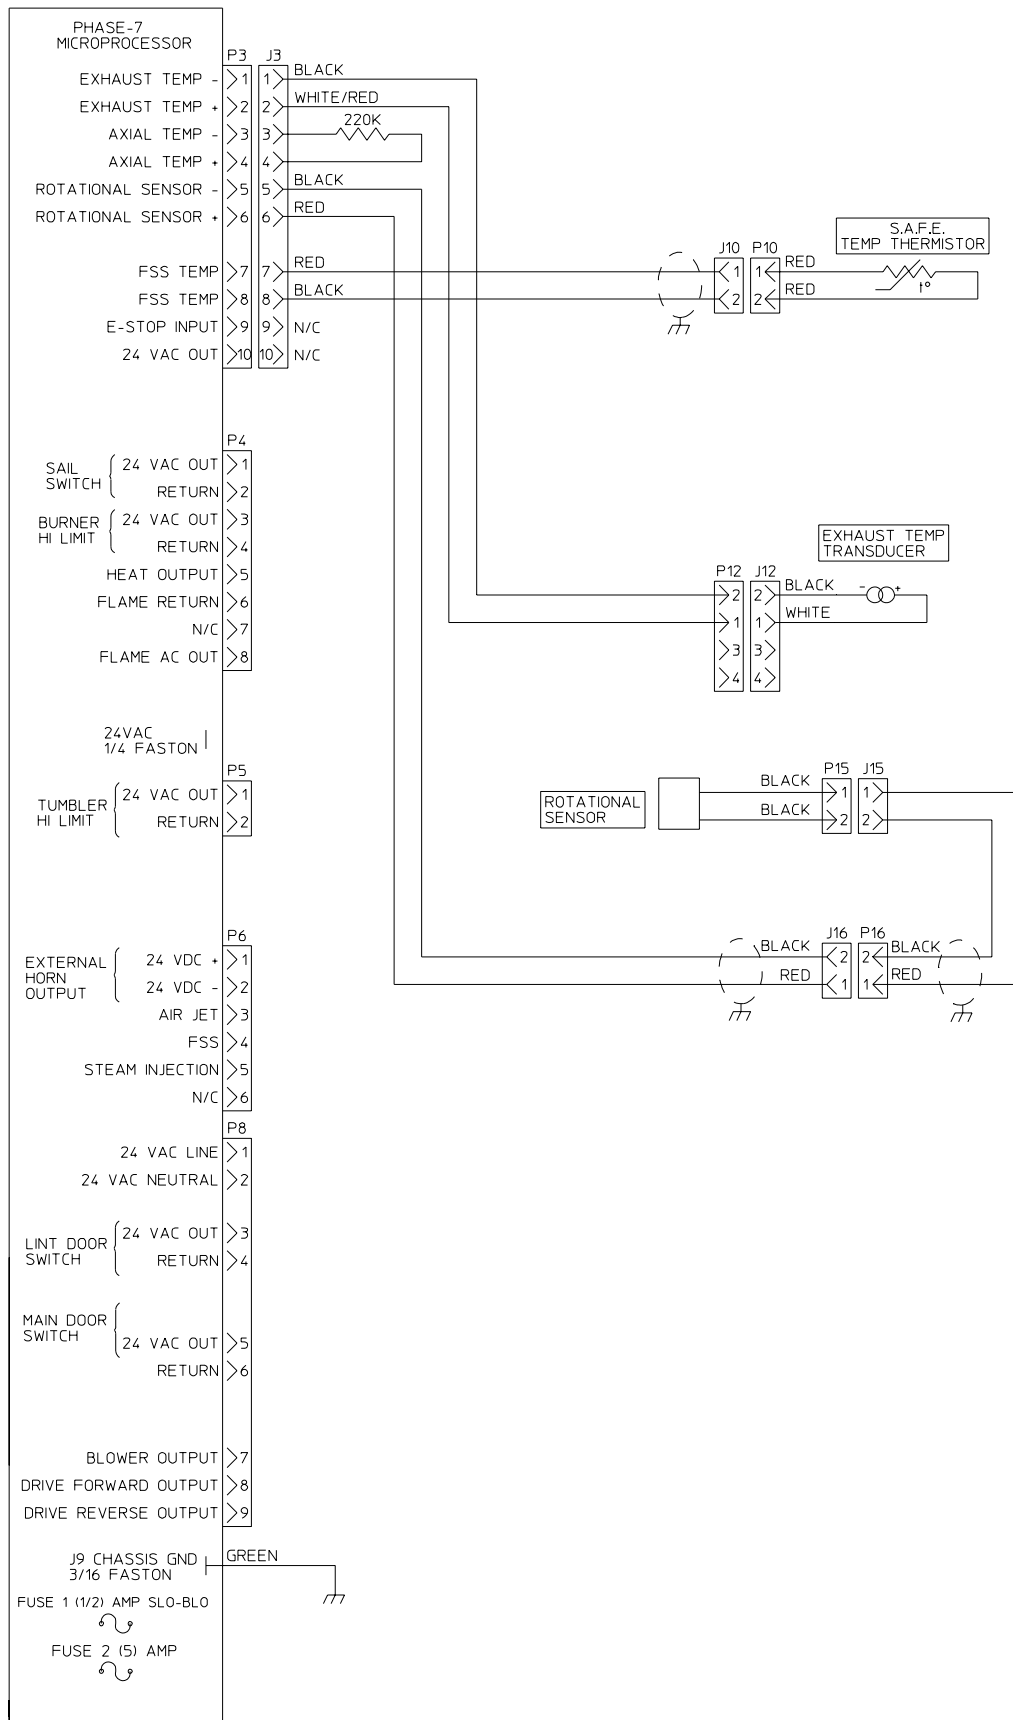 PHASE-7
MICROPROCESSOR
P3 J3
EXHAUST TEMP - 1 1 BLACK
EXHAUST TEMP + 2 2 WHITE/RED
AXIAL TEMP - 3 3 220K
AXIAL TEMP + 4 4
ROTATIONAL SENSOR - 5 5 BLACK
ROTATIONAL SENSOR + 6 6 RED
FSS TEMP 7 7 RED
FSS TEMP 8 8 BLACK
E-STOP INPUT 9 9 N/C
24 VAC OUT 10 10 N/C
J10 P10
S.A.F.E.
TEMP THERMISTOR
1 1 RED
2 2 RED
t°
P4
SAIL
SWITCH
24 VAC OUT 1
RETURN 2
BURNER
HI LIMIT
24 VAC OUT 3
RETURN 4
HEAT OUTPUT 5
FLAME RETURN 6
N/C 7
FLAME AC OUT 8
EXHAUST TEMP
TRANSDUCER
P12 J12
2 2 BLACK - +
1 1 WHITE
3 3
4 4
24VAC
1/4 FASTON
P5
TUMBLER
HI LIMIT
24 VAC OUT 1
RETURN 2
ROTATIONAL
SENSOR
P15 J15
BLACK 1 1
BLACK 2 2
P6
EXTERNAL
HORN
OUTPUT
24 VDC + 1
24 VDC - 2
AIR JET 3
FSS 4
STEAM INJECTION 5
N/C 6
J16 P16
BLACK 2 2 BLACK
RED 1 1 RED
P8
24 VAC LINE 1
24 VAC NEUTRAL 2
LINT DOOR
SWITCH
24 VAC OUT 3
RETURN 4
MAIN DOOR
SWITCH
24 VAC OUT 5
RETURN 6
BLOWER OUTPUT 7
DRIVE FORWARD OUTPUT 8
DRIVE REVERSE OUTPUT 9
J9 CHASSIS GND
3/16 FASTON
GREEN
FUSE 1 (1/2) AMP SLO-BLO
FUSE 2 (5) AMP